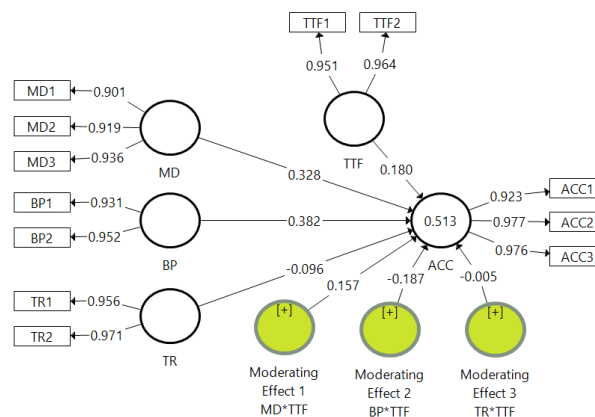 TTF1 TTF2
0.951 0.964
MD1 0.901
MD2 0.919
MD3 0.936
MD
TTF
0.328
0.180
BP1 0.931
BP2 0.952
BP
0.382
0.513
ACC
0.923 ACC1
0.977 ACC2
0.976 ACC3
-0.096
0.157
-0.187
-0.005
TR1 0.956
TR2 0.971
TR
[+] [+] [+]
Moderating
Effect 1
MD*TTF
Moderating
Effect 2
BP*TTF
Moderating
Effect 3
TR*TTF